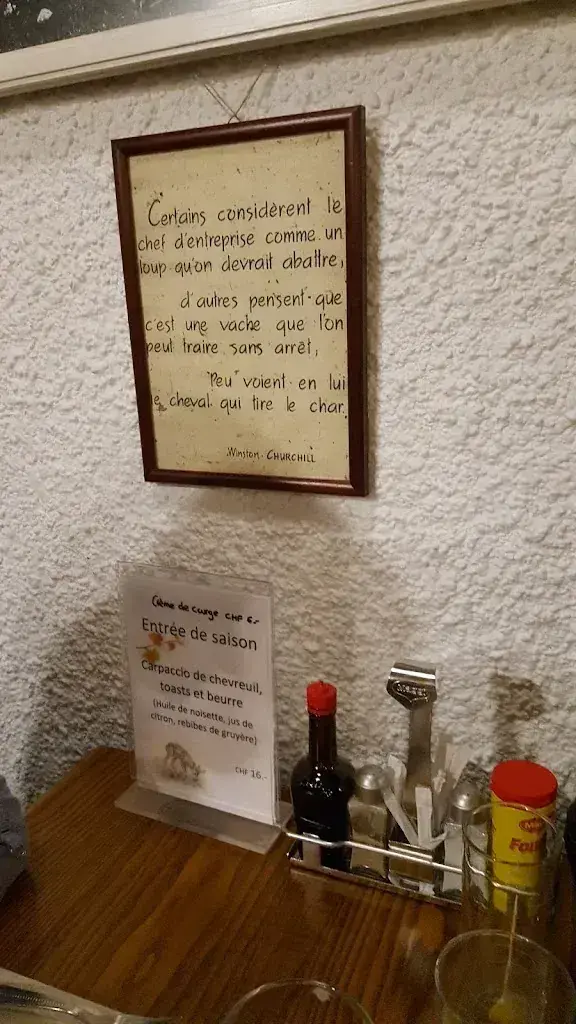 Certains considèrent le
chef d'entreprise comme un
loup qu'on devrait abattre,
d'autres pensent que
c'est une vache que l'on
peut traire sans arrêt,
Peu voient en lui
le cheval qui tire le char.
Winston CHURCHILL
Crème de courge CHF 6.-
Entrée de saison
Carpaccio de chevreuil,
toasts et beurre
(Huile de noisette, jus de
citron, rebibes de gruyère)
CHF 16.-